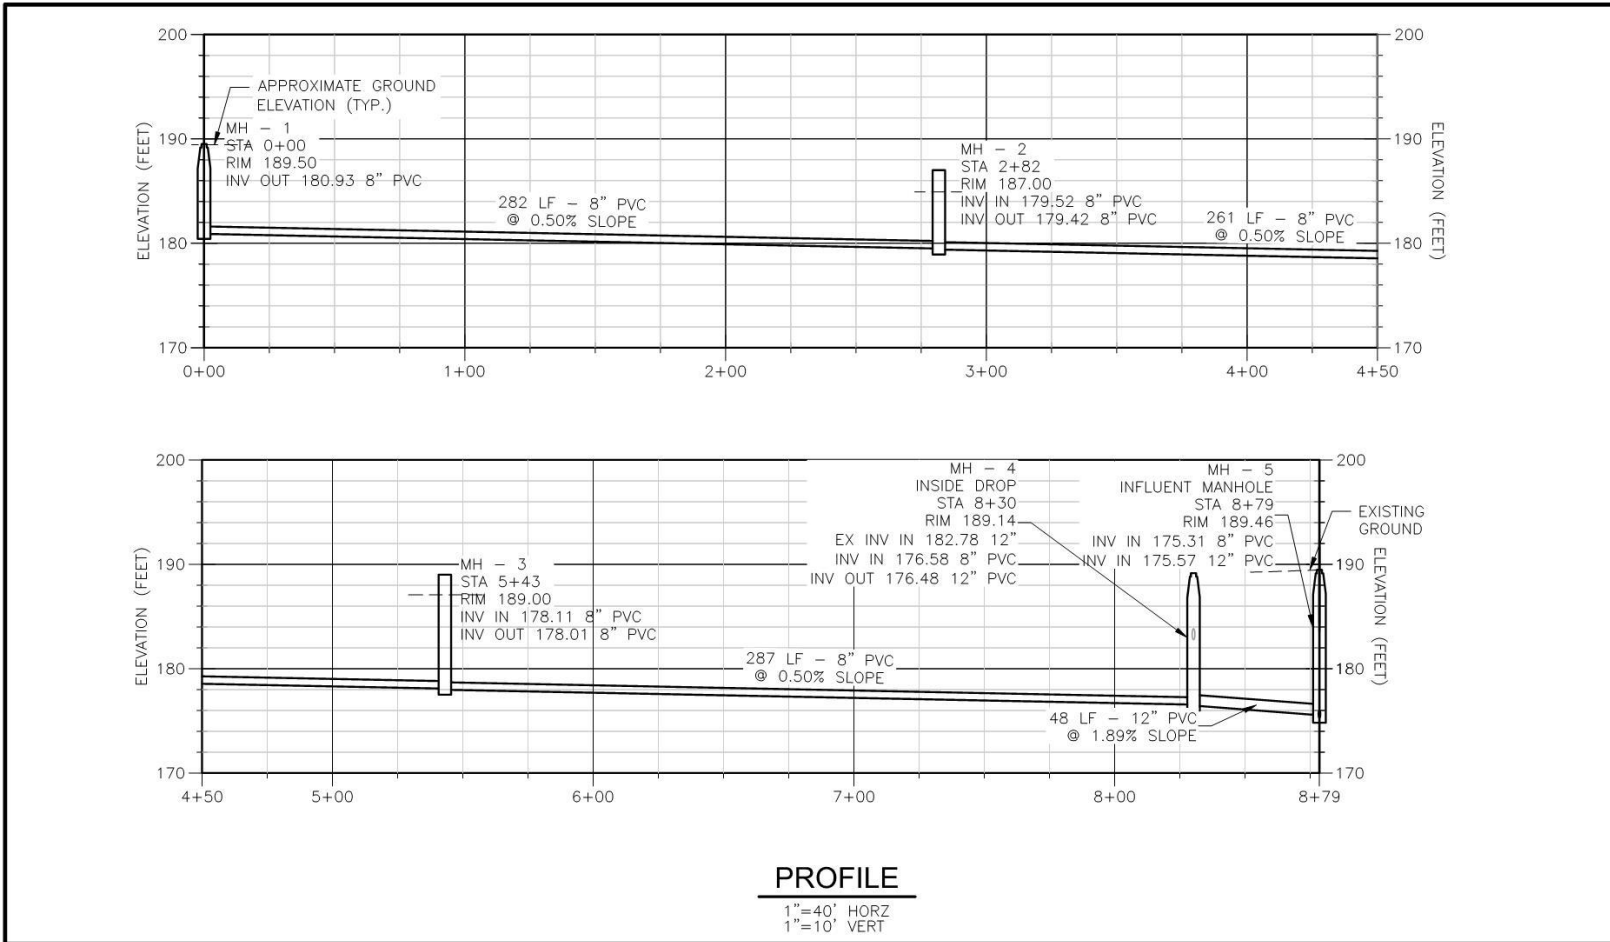 200
200
APPROXIMATE GROUND
ELEVATION (TYP.)
ELEVATION (FEET)
190
190
MH - 1
STA 0+00
RIM 189.50
INV OUT 180.93 8" PVC
282 LF - 8" PVC
@ 0.50% SLOPE
MH - 2
STA 2+82
RIM 187.00
INV IN 179.52 8" PVC
INV OUT 179.42 8" PVC
261 LF - 8" PVC
@ 0.50% SLOPE
ELEVATION (FEET)
180
180
170
170
0+00 1+00 2+00 3+00 4+00 4+50
200
200
MH - 4
INSIDE DROP
STA 8+30
RIM 189.14
EX INV IN 182.78 12"
INV IN 176.58 8" PVC
INV OUT 176.48 12" PVC
MH - 5
INFLUENT MANHOLE
STA 8+79
RIM 189.46
INV IN 175.31 8" PVC
INV IN 175.57 12" PVC
EXISTING
GROUND
ELEVATION (FEET)
190
190
MH - 3
STA 5+43
RIM 189.00
INV IN 178.11 8" PVC
INV OUT 178.01 8" PVC
287 LF - 8" PVC
@ 0.50% SLOPE
ELEVATION (FEET)
180
180
48 LF - 12" PVC
@ 1.89% SLOPE
170
170
4+50 5+00 6+00 7+00 8+00 8+79
PROFILE
1"=40' HORZ
1"=10' VERT